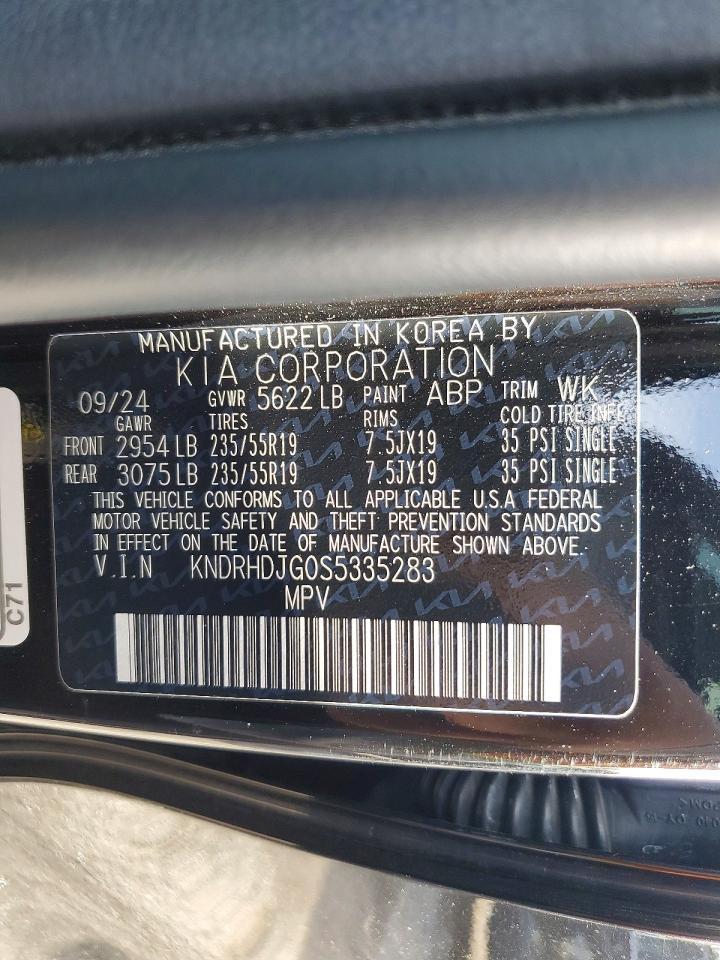 MANUFACTURED IN KOREA BY
KIA CORPORATION
09/24 GVWR 5622 LB PAINT ABP TRIM WK
GAWR TIRES RIMS COLD TIRE INFL
FRONT 2954 LB 235/55R19 7.5JX19 35 PSI SINGLE
REAR 3075 LB 235/55R19 7.5JX19 35 PSI SINGLE
THIS VEHICLE CONFORMS TO ALL APPLICABLE U.S.A FEDERAL
MOTOR VEHICLE SAFETY AND THEFT PREVENTION STANDARDS
IN EFFECT ON THE DATE OF MANUFACTURE SHOWN ABOVE.
V.I.N KNDRHDJG0S5335283
MPV
C71